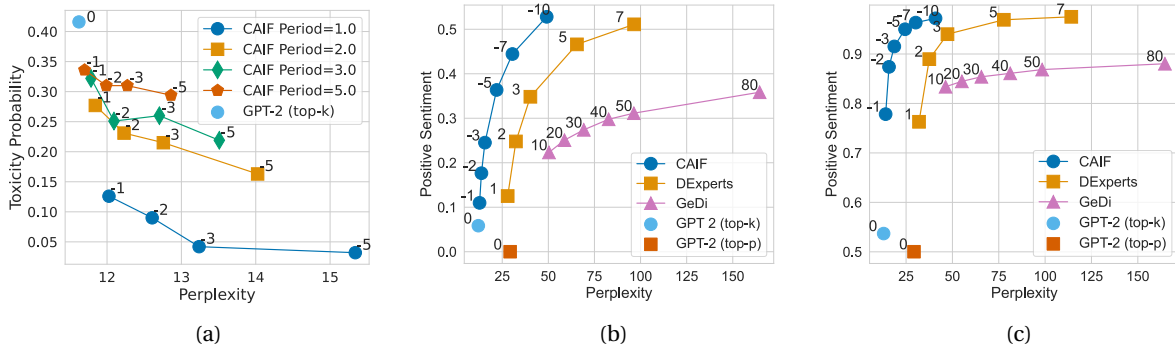 0.40
0.35
0.30
0.25
0.20
0.15
0.10
0.05
Toxicity Probability
0
-1
-1
-2
-3
-5
-1
-2
-3
-5
-2
-3
-5
-1
-2
-3
-5
CAIF Period=1.0
CAIF Period=2.0
CAIF Period=3.0
CAIF Period=5.0
GPT-2 (top-k)
12 13 14 15
Perplexity
(a)
0.5
0.4
0.3
0.2
0.1
0.0
Positive Sentiment
-10
-7
-5
-3
-2
-1
0
7
5
3
2
1
0
10 20 30 40 50 80
CAIF
DExperts
GeDi
GPT 2 (top-k)
GPT-2 (top-p)
25 50 75 100 125 150
Perplexity
(b)
0.9
0.8
0.7
0.6
0.5
Positive Sentiment
-10
-7
-5
-3
-2
-1
0
7
5
3
2
1
0
10 20 30 40 50 80
CAIF
DExperts
GeDi
GPT-2 (top-k)
GPT-2 (top-p)
25 50 75 100 125 150
Perplexity
(c)